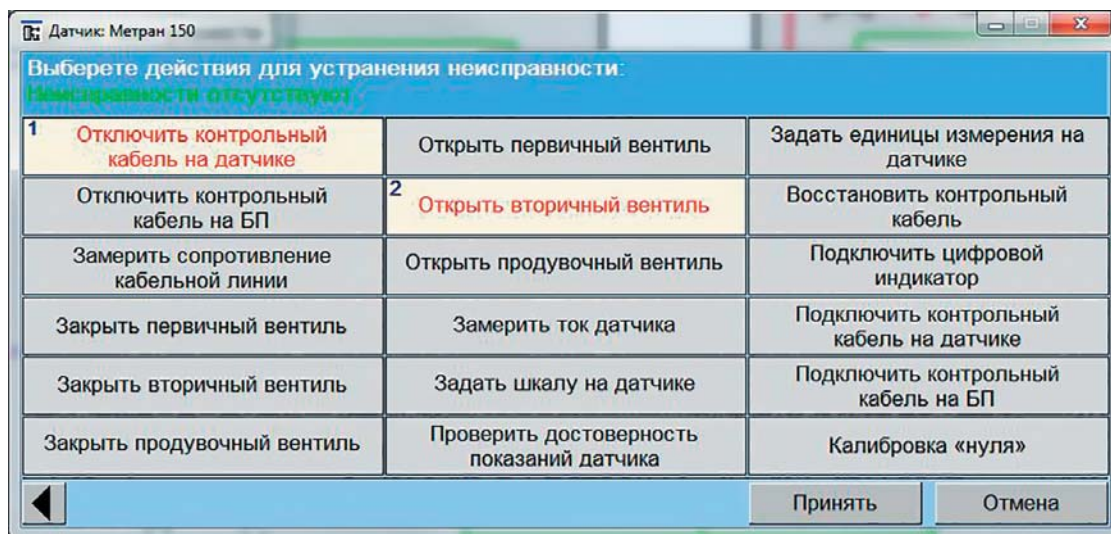 Датчик: Метран 150
Выберете действия для устранения неисправности:
Неисправности отсутствуют
1
Отключить контрольный
кабель на датчике
Открыть первичный вентиль
Задать единицы измерения на
датчике
Отключить контрольный
кабель на БП
2
Открыть вторичный вентиль
Восстановить контрольный
кабель
Замерить сопротивление
кабельной линии
Открыть продувочный вентиль
Подключить цифровой
индикатор
Закрыть первичный вентиль
Замерить ток датчика
Подключить контрольный
кабель на датчике
Закрыть вторичный вентиль
Задать шкалу на датчике
Подключить контрольный
кабель на БП
Закрыть продувочный вентиль
Проверить достоверность
показаний датчика
Калибровка «нуля»
Принять
Отмена